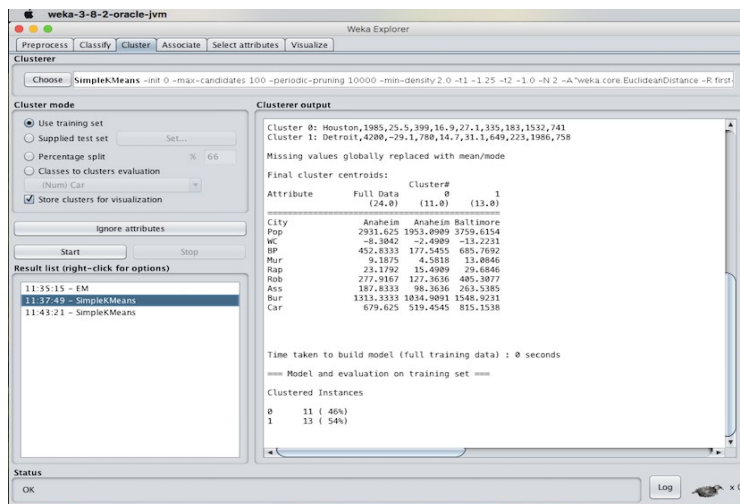 weka-3-8-2-oracle-jvm
Weka Explorer
Preprocess Classify Cluster Associate Select attributes Visualize
Clusterer
Choose SimpleKMeans -init 0 -max-candidates 100 -periodic-pruning 10000 -min-density 2.0 -t1 -1.25 -t2 -1.0 -N 2 -A "weka.core.EuclideanDistance -R first-
Cluster mode
Use training set
Supplied test set Set...
Percentage split % 66
Classes to clusters evaluation
(Num) Car
Store clusters for visualization
Ignore attributes
Start Stop
Result list (right-click for options)
11:35:15 - EM
11:37:49 - SimpleKMeans
11:43:21 - SimpleKMeans
Clusterer output
Cluster 0: Houston,1985,25.5,399,16.9,27.1,335,183,1532,741
Cluster 1: Detroit,4200,-29.1,780,14.7,31.1,649,223,1986,758
Missing values globally replaced with mean/mode
Final cluster centroids:
Cluster#
Attribute Full Data 0 1
(24.0) (11.0) (13.0)
============================================
City Anaheim Anaheim Baltimore
Pop 2931.625 1953.0909 3759.6154
WC -8.3042 -2.4909 -13.2231
BP 452.8333 177.5455 685.7692
Mur 9.1875 4.5818 13.0846
Rap 23.1792 15.4909 29.6846
Rob 277.9167 127.3636 405.3077
Ass 187.8333 98.3636 263.5385
Bur 1313.3333 1034.9091 1548.9231
Car 679.625 519.4545 815.1538
Time taken to build model (full training data) : 0 seconds
=== Model and evaluation on training set ===
Clustered Instances
0 11 ( 46%)
1 13 ( 54%)
Status
OK
Log x 0